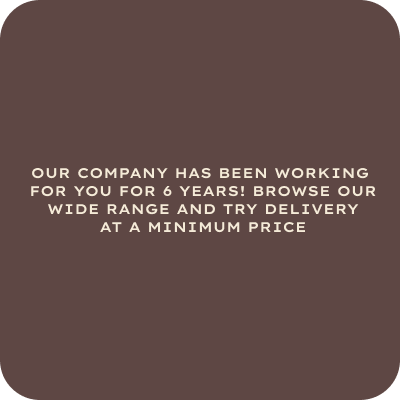 OUR COMPANY HAS BEEN WORKING
FOR YOU FOR 6 YEARS! BROWSE OUR
WIDE RANGE AND TRY DELIVERY
AT A MINIMUM PRICE